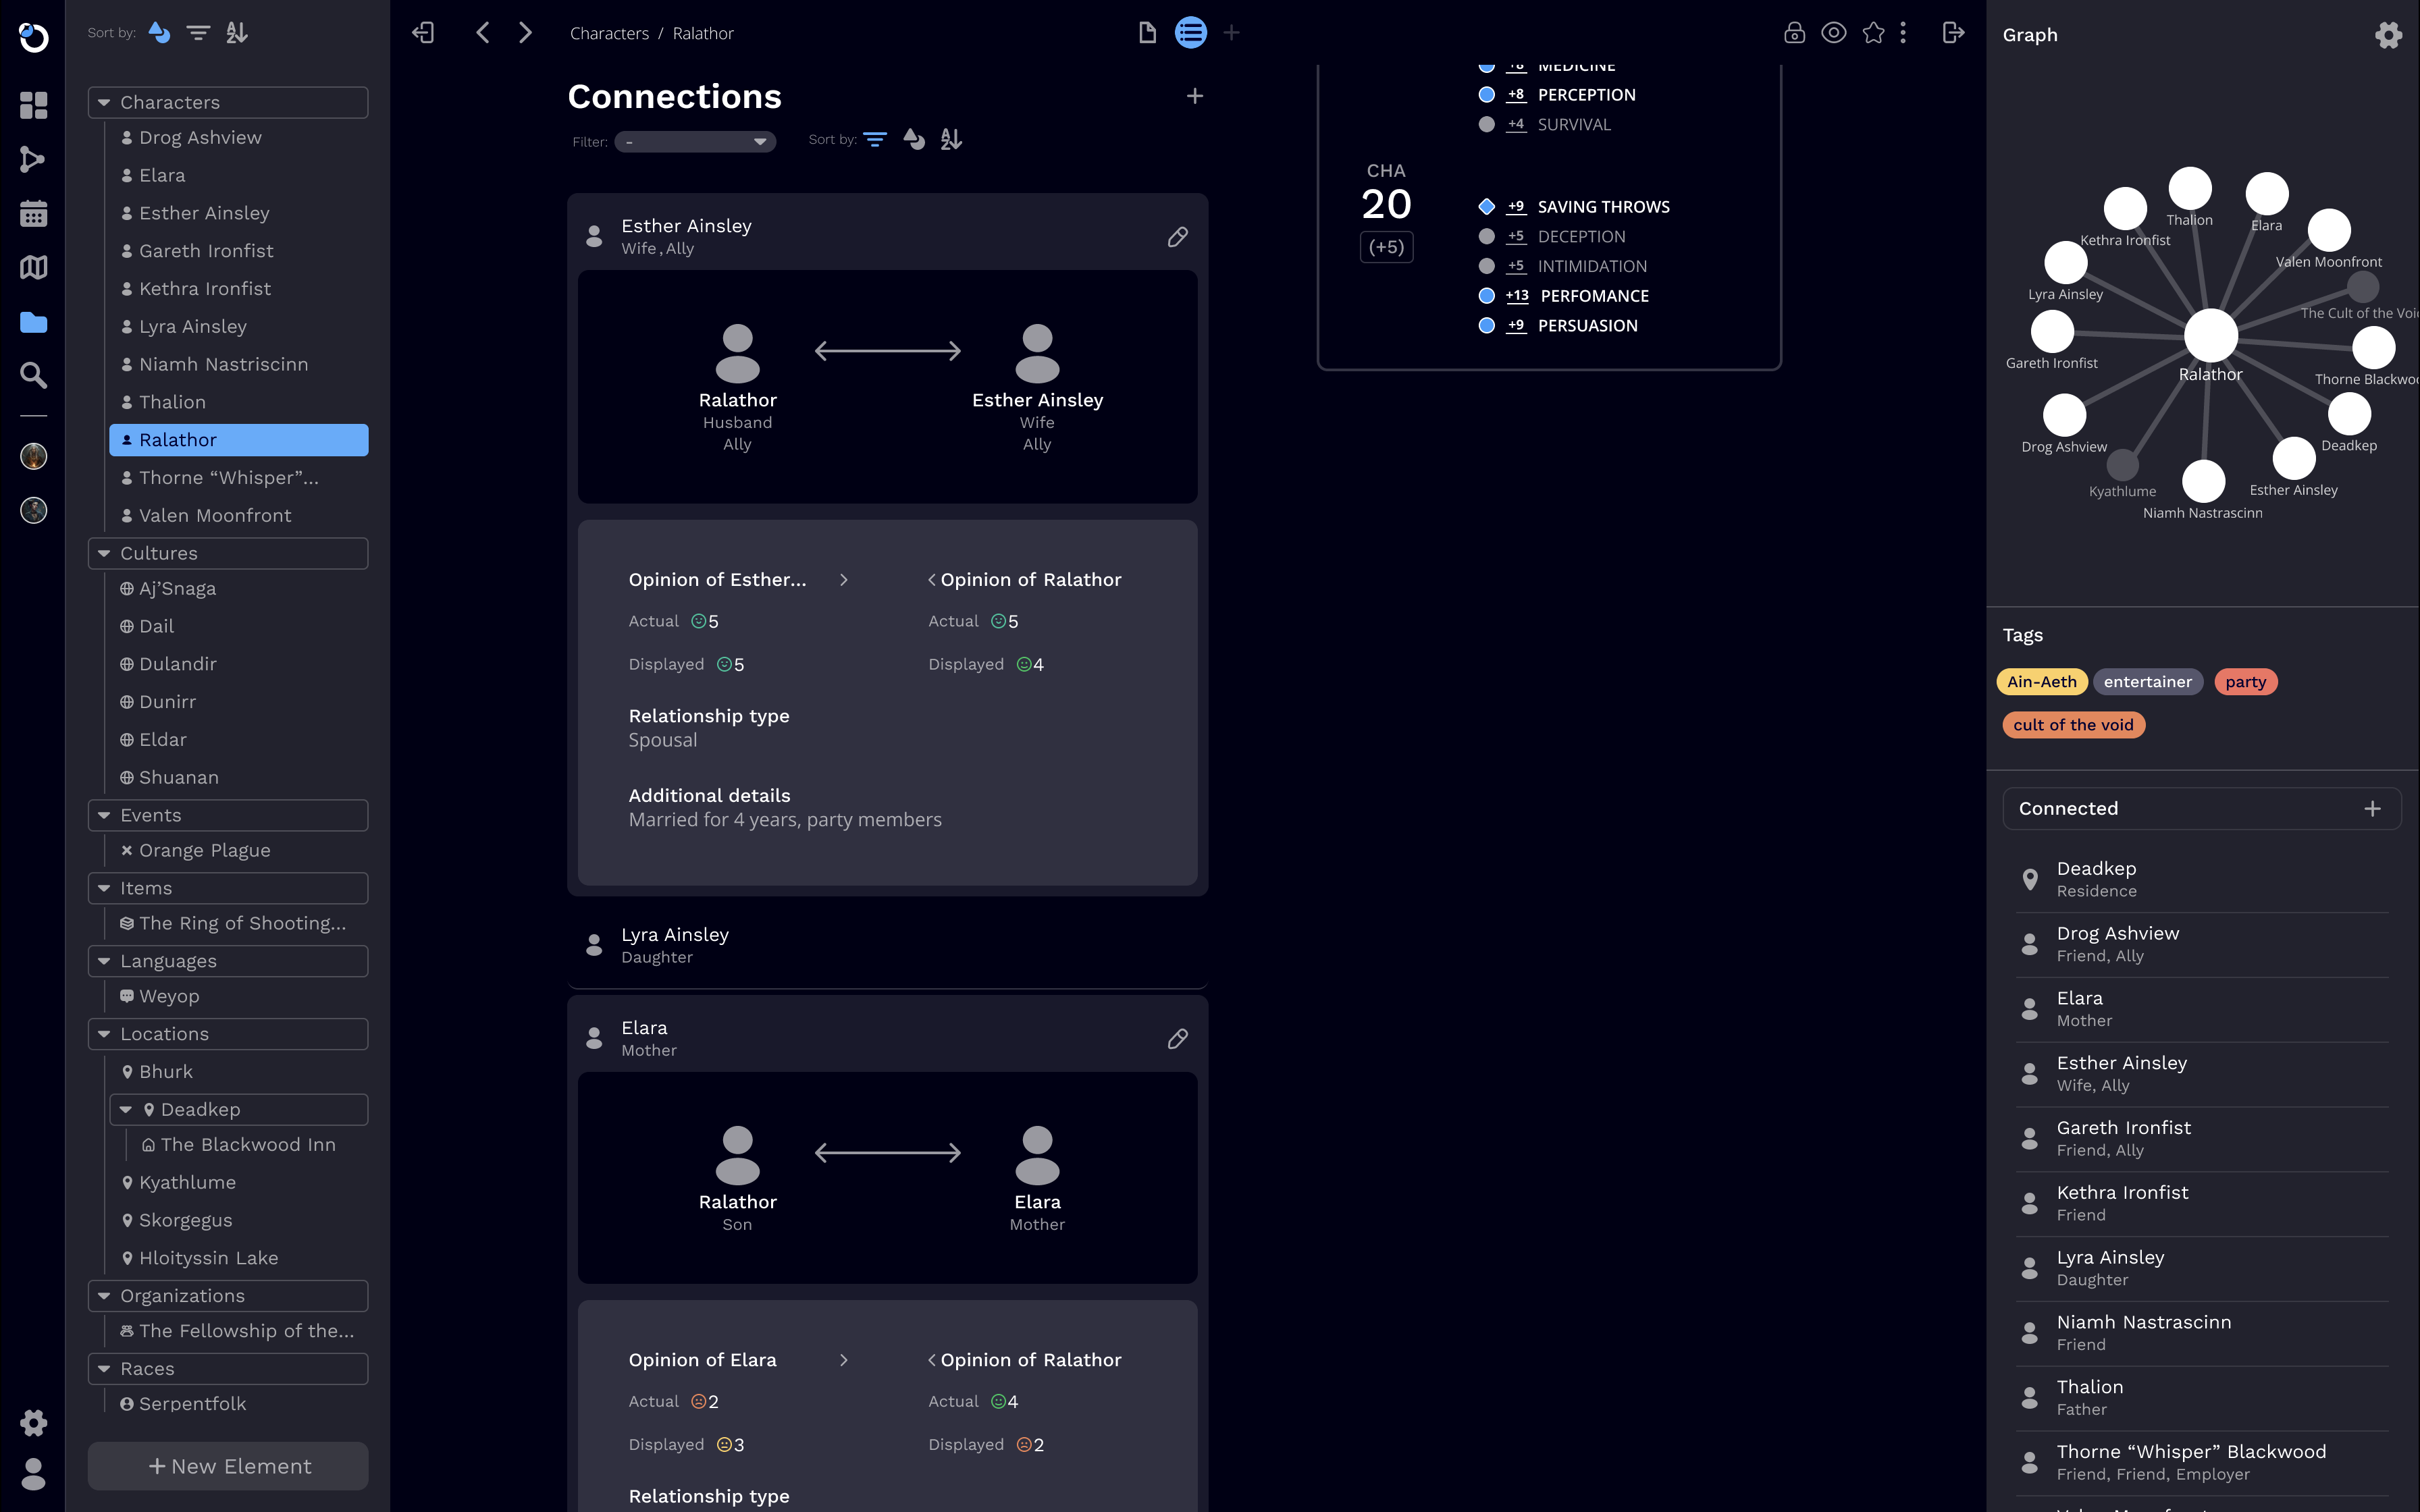 Sort by:
Characters
Drog Ashview
Elara
Esther Ainsley
Gareth Ironfist
Kethra Ironfist
Lyra Ainsley
Niamh Nastriscinn
Thalion
Ralathor
Thorne “Whisper”...
Valen Moonfront
Cultures
Aj’Snaga
Dail
Dulandir
Dunirr
Eldar
Shuanan
Events
Orange Plague
Items
The Ring of Shooting...
Languages
Weyop
Locations
Bhurk
Deadkep
The Blackwood Inn
Kyathlume
Skorgegus
Hloityssin Lake
Organizations
The Fellowship of the...
Races
Serpentfolk
New Element
Characters / Ralathor
Connections
Filter: -
Sort by:
Esther Ainsley
Wife , Ally
Ralathor
Husband
Ally
Esther Ainsley
Wife
Ally
Opinion of Esther...
Actual 5
Displayed 5
Opinion of Ralathor
Actual 5
Displayed 4
Relationship type
Spousal
Additional details
Married for 4 years, party members
Lyra Ainsley
Daughter
Elara
Mother
Ralathor
Son
Elara
Mother
Opinion of Elara
Actual 2
Displayed 3
Opinion of Ralathor
Actual 4
Displayed 2
Relationship type
+8 MEDICINE
+8 PERCEPTION
+4 SURVIVAL
CHA
20
(+5)
+9 SAVING THROWS
+5 DECEPTION
+5 INTIMIDATION
+13 PERFOMANCE
+9 PERSUASION
Graph
Thalion
Elara
Kethra Ironfist
Valen Moonfront
Lyra Ainsley
The Cult of the Voi
Gareth Ironfist
Ralathor
Thorne Blackwoo
Drog Ashview
Deadkep
Kyathlume
Esther Ainsley
Niamh Nastrascinn
Tags
Ain-Aeth
entertainer
party
cult of the void
Connected
Deadkep
Residence
Drog Ashview
Friend, Ally
Elara
Mother
Esther Ainsley
Wife, Ally
Gareth Ironfist
Friend, Ally
Kethra Ironfist
Friend
Lyra Ainsley
Daughter
Niamh Nastrascinn
Friend
Thalion
Father
Thorne “Whisper” Blackwood
Friend, Friend, Employer